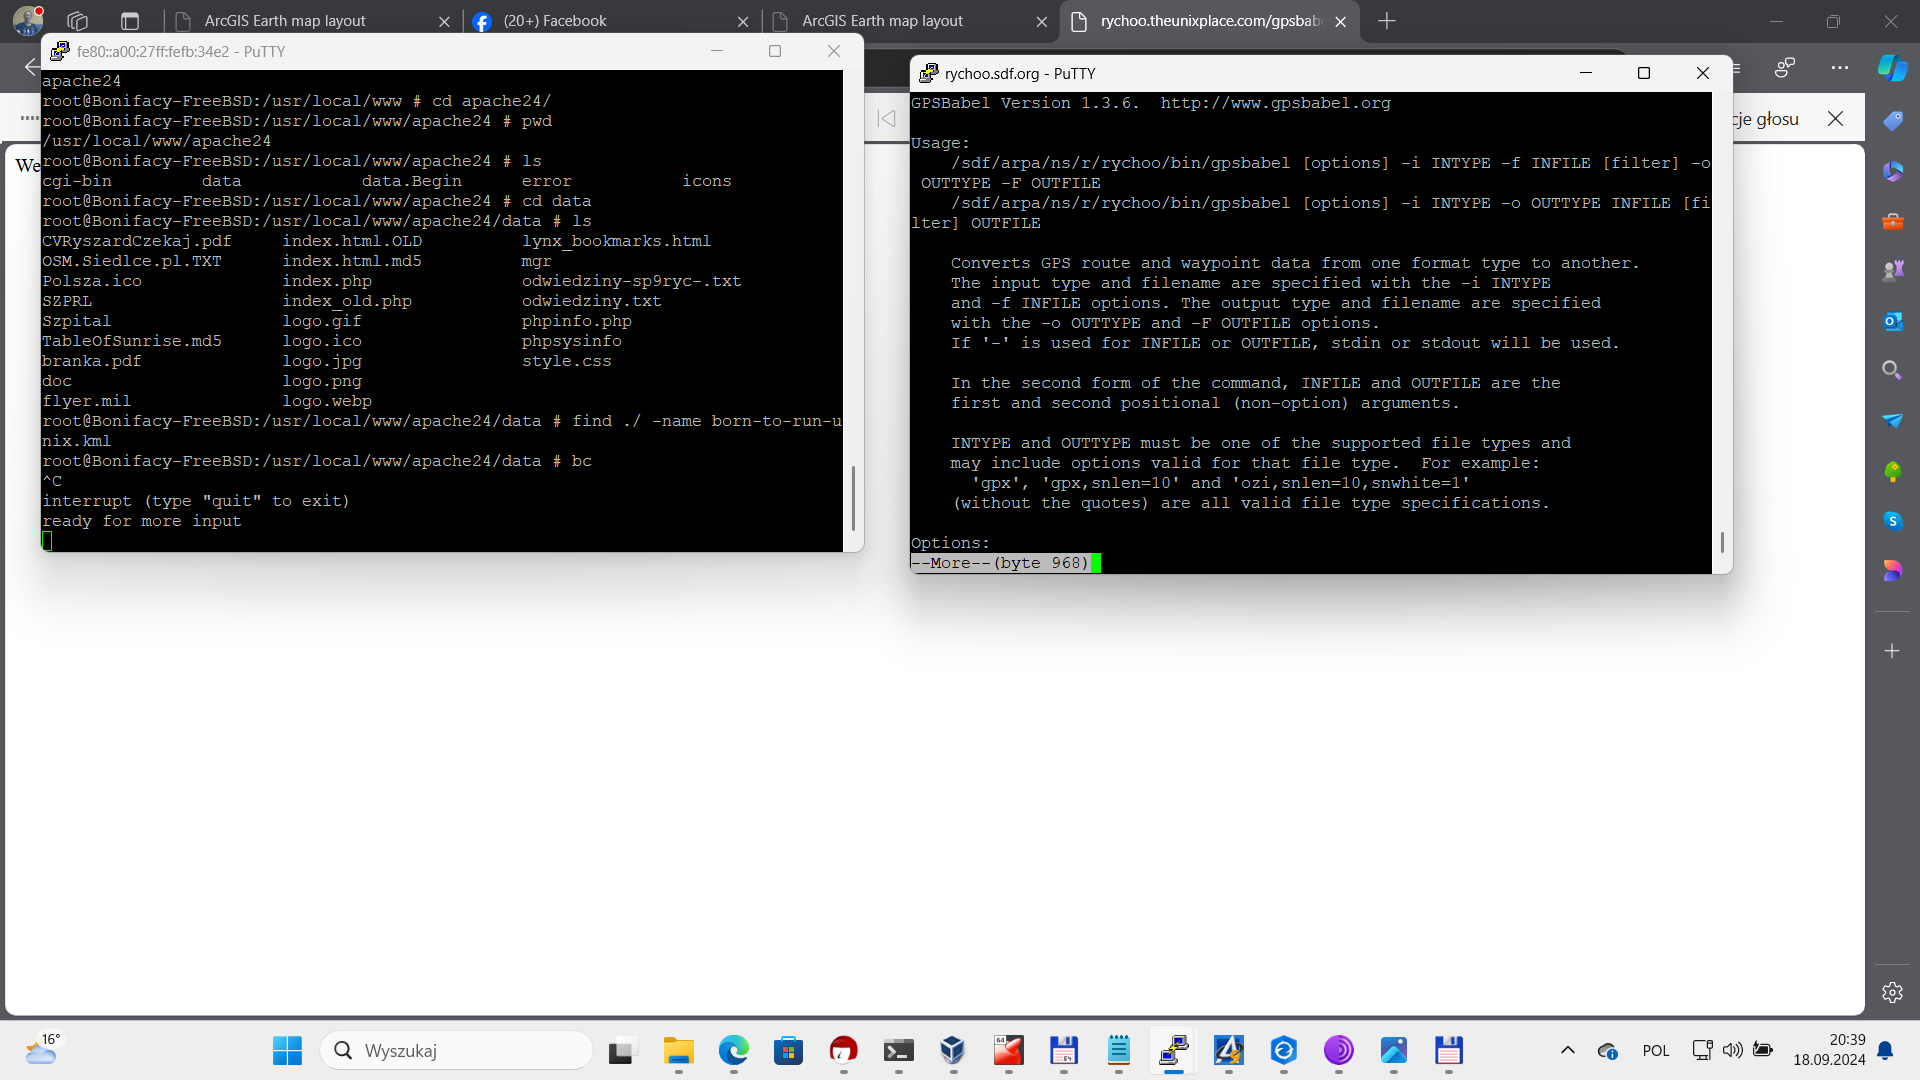 ArcGIS Earth map layout
(20+) Facebook
ArcGIS Earth map layout
rychoo.theunixplace.com/gpsbab
fe80::a00:27ff:fefb:34e2 - PuTTY
apache24
root@Bonifacy-FreeBSD:/usr/local/www # cd apache24/
root@Bonifacy-FreeBSD:/usr/local/www/apache24 # pwd
/usr/local/www/apache24
root@Bonifacy-FreeBSD:/usr/local/www/apache24 # ls
cgi-bin data data.Begin error icons
root@Bonifacy-FreeBSD:/usr/local/www/apache24 # cd data
root@Bonifacy-FreeBSD:/usr/local/www/apache24/data # ls
CVRyszardCzekaj.pdf index.html.OLD lynx_bookmarks.html
OSM.Siedlce.pl.TXT index.html.md5 mgr
Polsza.ico index.php odwiedziny-sp9ryc-.txt
SZPRL index_old.php odwiedziny.txt
Szpital logo.gif phpinfo.php
TableOfSunrise.md5 logo.ico phpsysinfo
branka.pdf logo.jpg style.css
doc logo.png
flyer.mil logo.webp
root@Bonifacy-FreeBSD:/usr/local/www/apache24/data # find ./ -name born-to-run-u
nix.kml
root@Bonifacy-FreeBSD:/usr/local/www/apache24/data # bc
^C
interrupt (type "quit" to exit)
ready for more input
We
rychoo.sdf.org - PuTTY
GPSBabel Version 1.3.6. http://www.gpsbabel.org
Usage:
/sdf/arpa/ns/r/rychoo/bin/gpsbabel [options] -i INTYPE -f INFILE [filter] -o
OUTTYPE -F OUTFILE
/sdf/arpa/ns/r/rychoo/bin/gpsbabel [options] -i INTYPE -o OUTTYPE INFILE [fi
lter] OUTFILE
Converts GPS route and waypoint data from one format type to another.
The input type and filename are specified with the -i INTYPE
and -f INFILE options. The output type and filename are specified
with the -o OUTTYPE and -F OUTFILE options.
If '-' is used for INFILE or OUTFILE, stdin or stdout will be used.
In the second form of the command, INFILE and OUTFILE are the
first and second positional (non-option) arguments.
INTYPE and OUTTYPE must be one of the supported file types and
may include options valid for that file type. For example:
'gpx', 'gpx,snlen=10' and 'ozi,snlen=10,snwhite=1'
(without the quotes) are all valid file type specifications.
Options:
--More--(byte 968)
cje głosu
16°
Wyszukaj
64
64
POL
20:39
18.09.2024